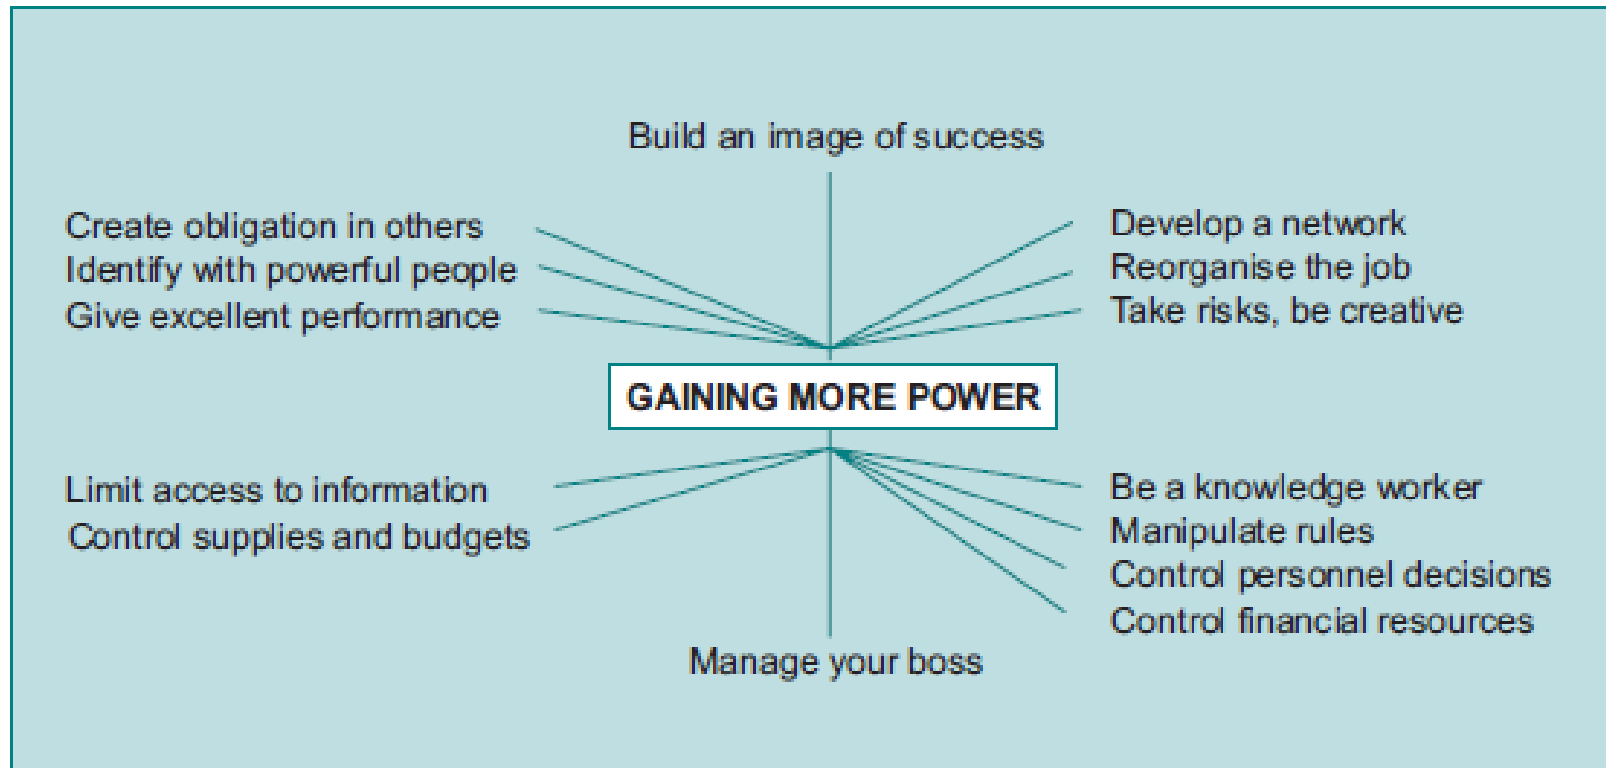 Build an image of success
Create obligation in others
Identify with powerful people
Give excellent performance
Develop a network
Reorganise the job
Take risks, be creative
GAINING MORE POWER
Limit access to information
Control supplies and budgets
Be a knowledge worker
Manipulate rules
Control personnel decisions
Control financial resources
Manage your boss